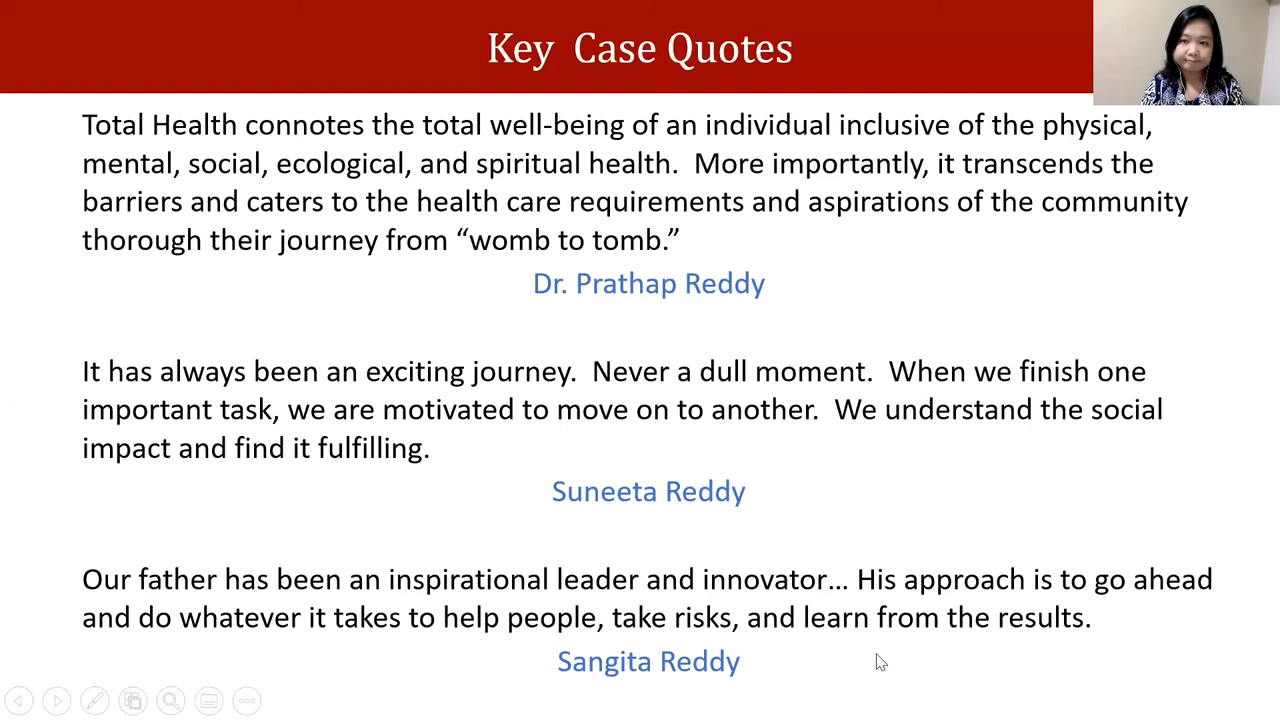 Key Case Quotes
Total Health connotes the total well-being of an individual inclusive of the physical,
mental, social, ecological, and spiritual health. More importantly, it transcends the
barriers and caters to the health care requirements and aspirations of the community
thorough their journey from “womb to tomb.”
Dr. Prathap Reddy
It has always been an exciting journey. Never a dull moment. When we finish one
important task, we are motivated to move on to another. We understand the social
impact and find it fulfilling.
Suneeta Reddy
Our father has been an inspirational leader and innovator... His approach is to go ahead
and do whatever it takes to help people, take risks, and learn from the results.
Sangita Reddy